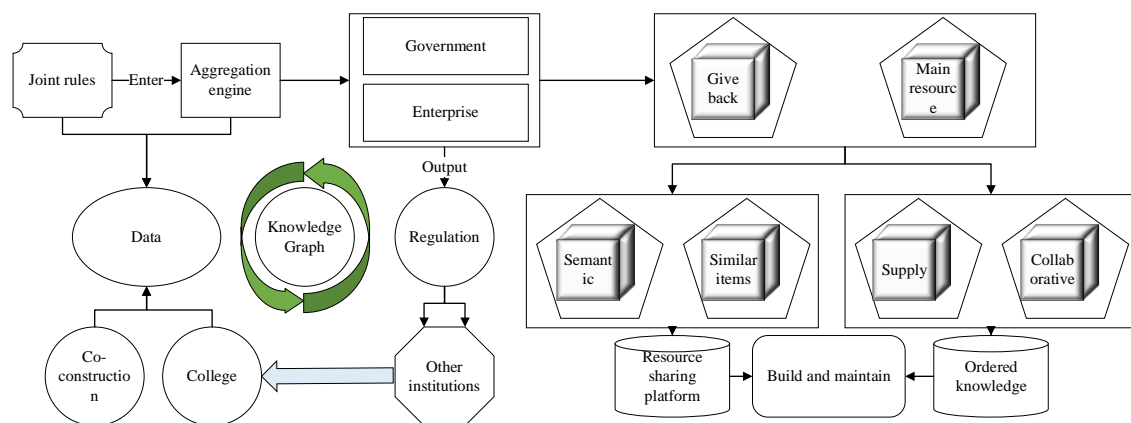 Joint rules
Enter
Aggregation
engine
Government
Enterprise
Give
back
Main
resourc
e
Output
Data
Knowledge
Graph
Regulation
Semant
ic
Similar
items
Supply
Collab
orative
Co-
constructio
n
College
Other
institutions
Resource
sharing
platform
Build and maintain
Ordered
knowledge